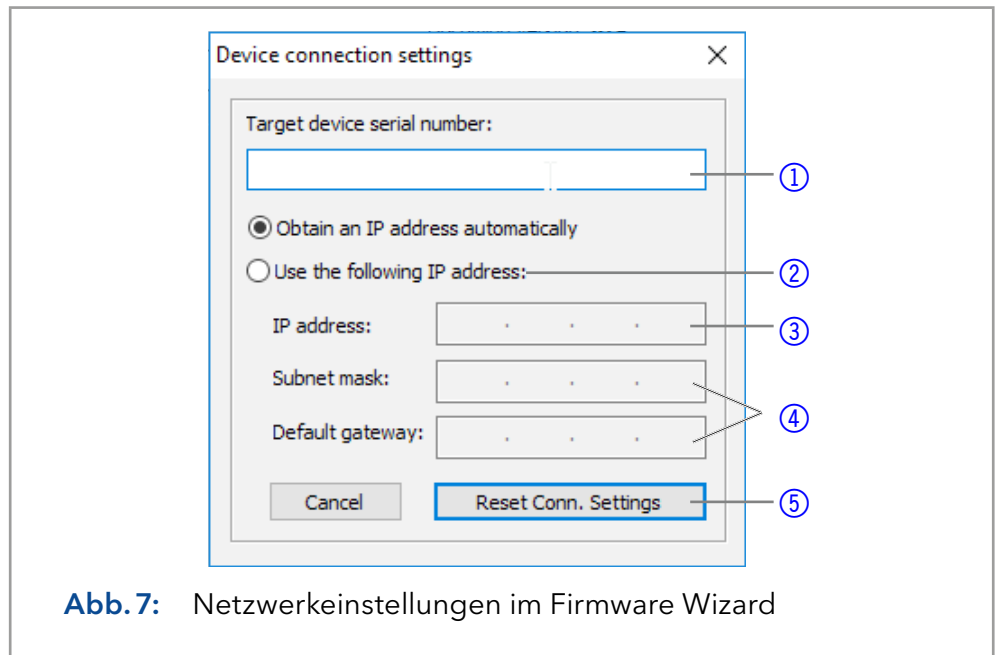 Device connection settings
Target device serial number:
①
Obtain an IP address automatically
Use the following IP address: ②
IP address: . . . ③
Subnet mask: . . .
④
Default gateway: . . .
Cancel Reset Conn. Settings ⑤
Abb. 7: Netzwerkeinstellungen im Firmware Wizard